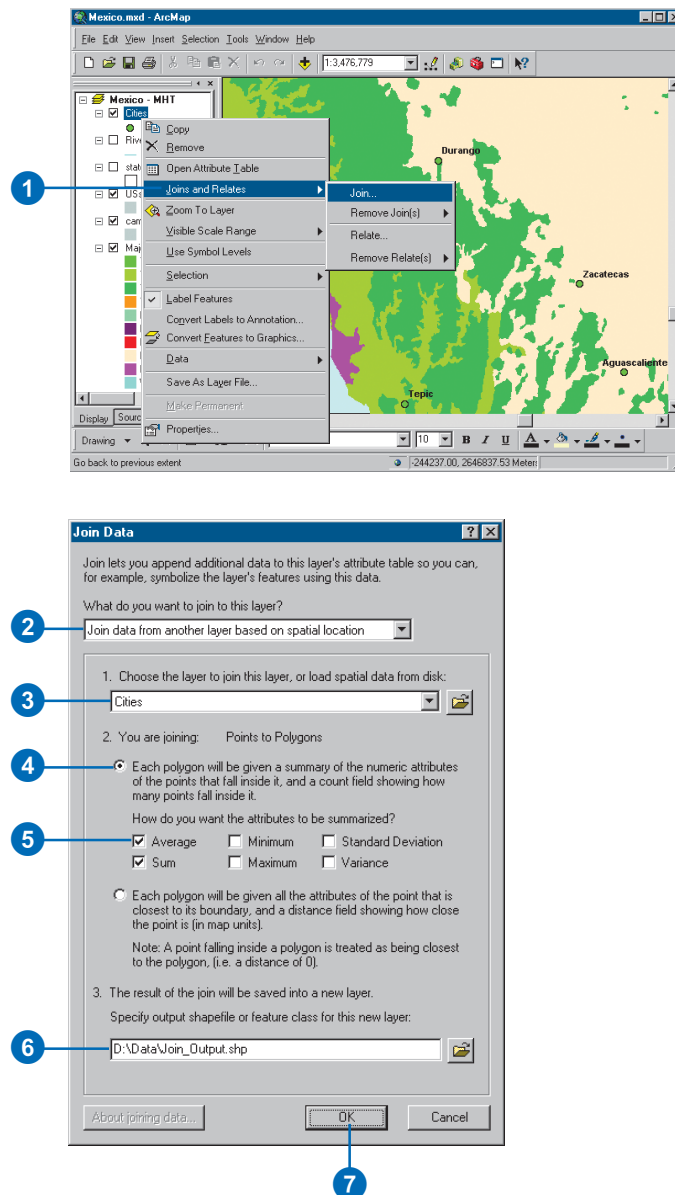 Mexico.mxd - ArcMap
File Edit View Insert Selection Tools Window Help
1:3,476,779
Mexico - MHT
Cities
Copy
Remove
Open Attribute Table
1
Joins and Relates
Join...
Zoom To Layer
Remove Join(s)
Visible Scale Range
Relate...
Use Symbol Levels
Remove Relate(s)
Selection
Label Features
Convert Labels to Annotation...
Convert Features to Graphics...
Data
Save As Layer File...
Make Permanent
Properties...
Durango
Zacatecas
Aguascaliente
Tepic
Display
Drawing
10
B I U A
Go back to previous extent
-244237.00, 2646837.53 Meters
Join Data
Join lets you append additional data to this layer's attribute table so you can,
for example, symbolize the layer's features using this data.
What do you want to join to this layer?
2
Join data from another layer based on spatial location
1. Choose the layer to join this layer, or load spatial data from disk:
3
Cities
2. You are joining: Points to Polygons
4
Each polygon will be given a summary of the numeric attributes
of the points that fall inside it, and a count field showing how
many points fall inside it.
How do you want the attributes to be summarized?
5
Average Minimum Standard Deviation
Sum Maximum Variance
Each polygon will be given all the attributes of the point that is
closest to its boundary, and a distance field showing how close
the point is (in map units).
Note: A point falling inside a polygon is treated as being closest
to the polygon, (i.e. a distance of 0).
3. The result of the join will be saved into a new layer.
Specify output shapefile or feature class for this new layer:
6
D:\Data\Join_Output.shp
About joining data...
OK
Cancel
7